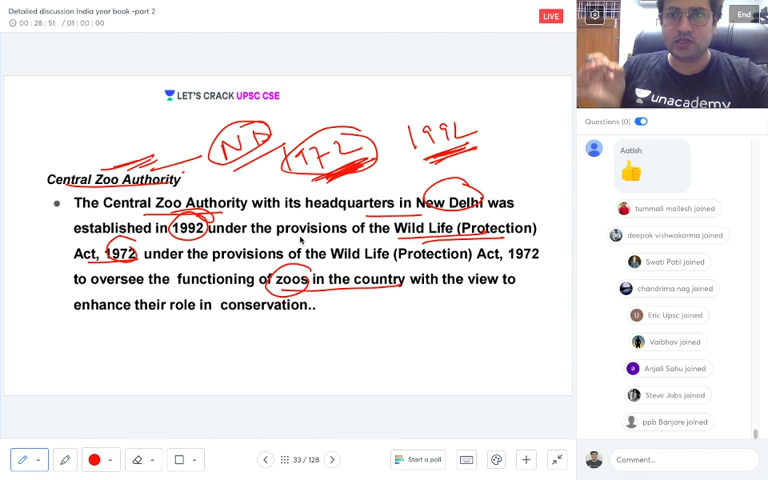 Detailed discussion India year book -part 2
00 : 28 : 51 / 01 : 00 : 00
LIVE
End
unacademy
LET'S CRACK UPSC CSE
1972
1992
Central Zoo Authority
The Central Zoo Authority with its headquarters in New Delhi was
established in 1992 under the provisions of the Wild Life (Protection)
Act, 1972 under the provisions of the Wild Life (Protection) Act, 1972
to oversee the functioning of zoos in the country with the view to
enhance their role in conservation..
Questions (0)
Aatish
tummali mallesh joined
deepak vishwakarma joined
Swati Patil joined
chandrima nag joined
U Eric Upsc joined
Vaibhav joined
a Anjali Sahu joined
Steve Jobs joined
ppb Banjare joined
33 / 128
Start a poll
Comment...